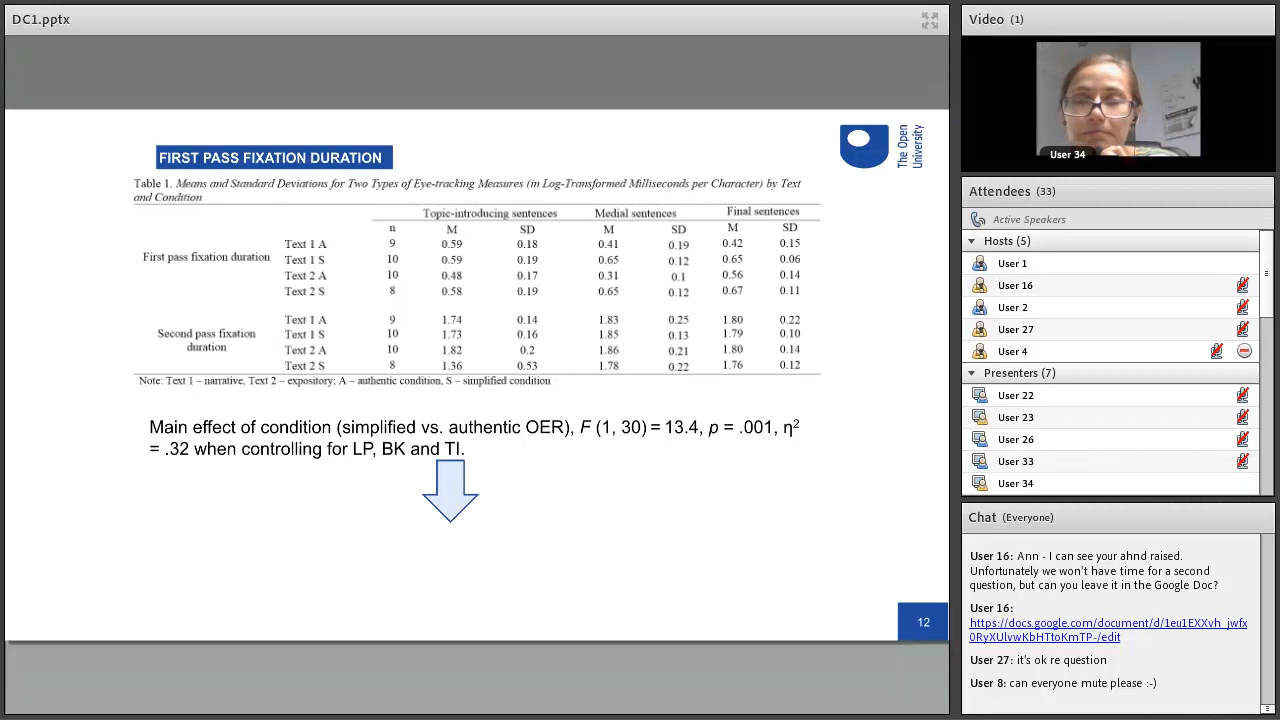 DC1.pptx
FIRST PASS FIXATION DURATION
The Open
University
Table 1. Means and Standard Deviations for Two Types of Eye-tracking Measures (in Log-Transformed Milliseconds per Character) by Text
and Condition
Topic-introducing sentences Medial sentences Final sentences
n M SD M SD M SD
First pass fixation duration
Text 1 A 9 0.59 0.18 0.41 0.19 0.42 0.15
Text 1 S 10 0.59 0.19 0.65 0.12 0.65 0.06
Text 2 A 10 0.48 0.17 0.31 0.1 0.56 0.14
Text 2 S 8 0.58 0.19 0.65 0.12 0.67 0.11
Second pass fixation
duration
Text 1 A 9 1.74 0.14 1.83 0.25 1.80 0.22
Text 1 S 10 1.73 0.16 1.85 0.13 1.79 0.10
Text 2 A 10 1.82 0.2 1.86 0.21 1.80 0.14
Text 2 S 8 1.36 0.53 1.78 0.22 1.76 0.12
Note: Text 1 – narrative, Text 2 – expository; A – authentic condition, S – simplified condition
Main effect of condition (simplified vs. authentic OER), F (1, 30) = 13.4, p = .001, η²
= .32 when controlling for LP, BK and TI.
12
Video (1)
User 34
Attendees (33)
Active Speakers
Hosts (5)
User 1
User 16
User 2
User 27
User 4
Presenters (7)
User 22
User 23
User 26
User 33
User 34
Chat (Everyone)
User 16: Ann - I can see your ahnd raised.
Unfortunately we won't have time for a second
question, but can you leave it in the Google Doc?
User 16:
https://docs.google.com/document/d/1eu1EXXvh_jwfx
0RyXUlvwKbHTtoKmTP-/edit
User 27: it's ok re question
User 8: can everyone mute please :-)